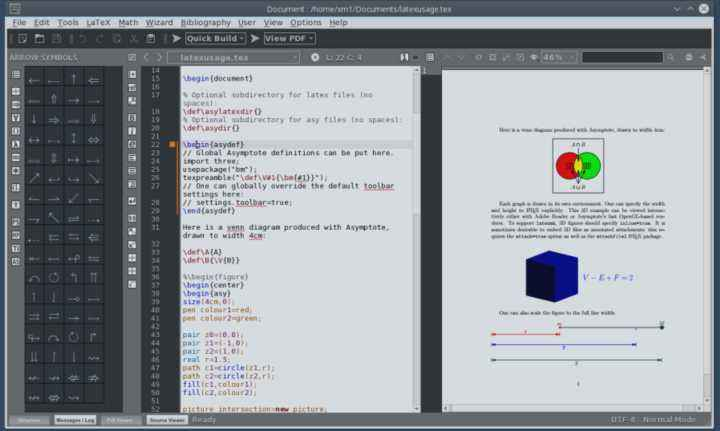 Document : /home/xm1/Documents/latexusage.tex
File Edit Tools LaTeX Math Wizard Bibliography User View Options Help
Quick Build View PDF
ARROW SYMBOLS latexusage.tex L: 22 C: 4 46%
14
15 \begin{document}
16
17 % Optional subdirectory for latex files (no
spaces):
18 \def\asylatexdir{}
19 % Optional subdirectory for asy files (no spaces):
20 \def\asydir{}
21
22 \begin{asydef}
23 // Global Asymptote definitions can be put here.
24 import three;
25 usepackage("bm");
26 texpreamble("\def\V#1{\bm{#1}}");
27 // One can globally override the default toolbar
settings here:
28 // settings.toolbar=true;
29 \end{asydef}
30
31 Here is a venn diagram produced with Asymptote,
drawn to width 4cm:
32
33 \def\A{A}
34 \def\B{\V{B}}
35
36 %\begin{figure}
37 \begin{center}
38 \begin{asy}
39 size(4cm,0);
40 pen colour1=red;
41 pen colour2=green;
42
43 pair z0=(0,0);
44 pair z1=(-1,0);
45 pair z2=(1,0);
46 real r=1.5;
47 path c1=circle(z1,r);
48 path c2=circle(z2,r);
49 fill(c1,colour1);
50 fill(c2,colour2);
51
52 picture intersection=new picture;
1
Here is a venn diagram produced with Asymptote, drawn to width 4cm:
A∩B
A B
A∪B
Each graph is drawn in its own environment. One can specify the width
and height to LATEX explicitly. This 3D example can be viewed interac-
tively either with Adobe Reader or Asymptote's fast OpenGL-based ren-
derer. To support latexmk, 3D figures should specify inline=true. It is
sometimes desirable to embed 3D files as annotated attachments; this re-
quires the attach=true option as well as the attachfile2 LATEX package.
V − E + F = 2
One can also scale the figure to the full line width:
1
Structure Messages / Log Pdf Viewer Source Viewer Ready UTF-8 Normal Mode